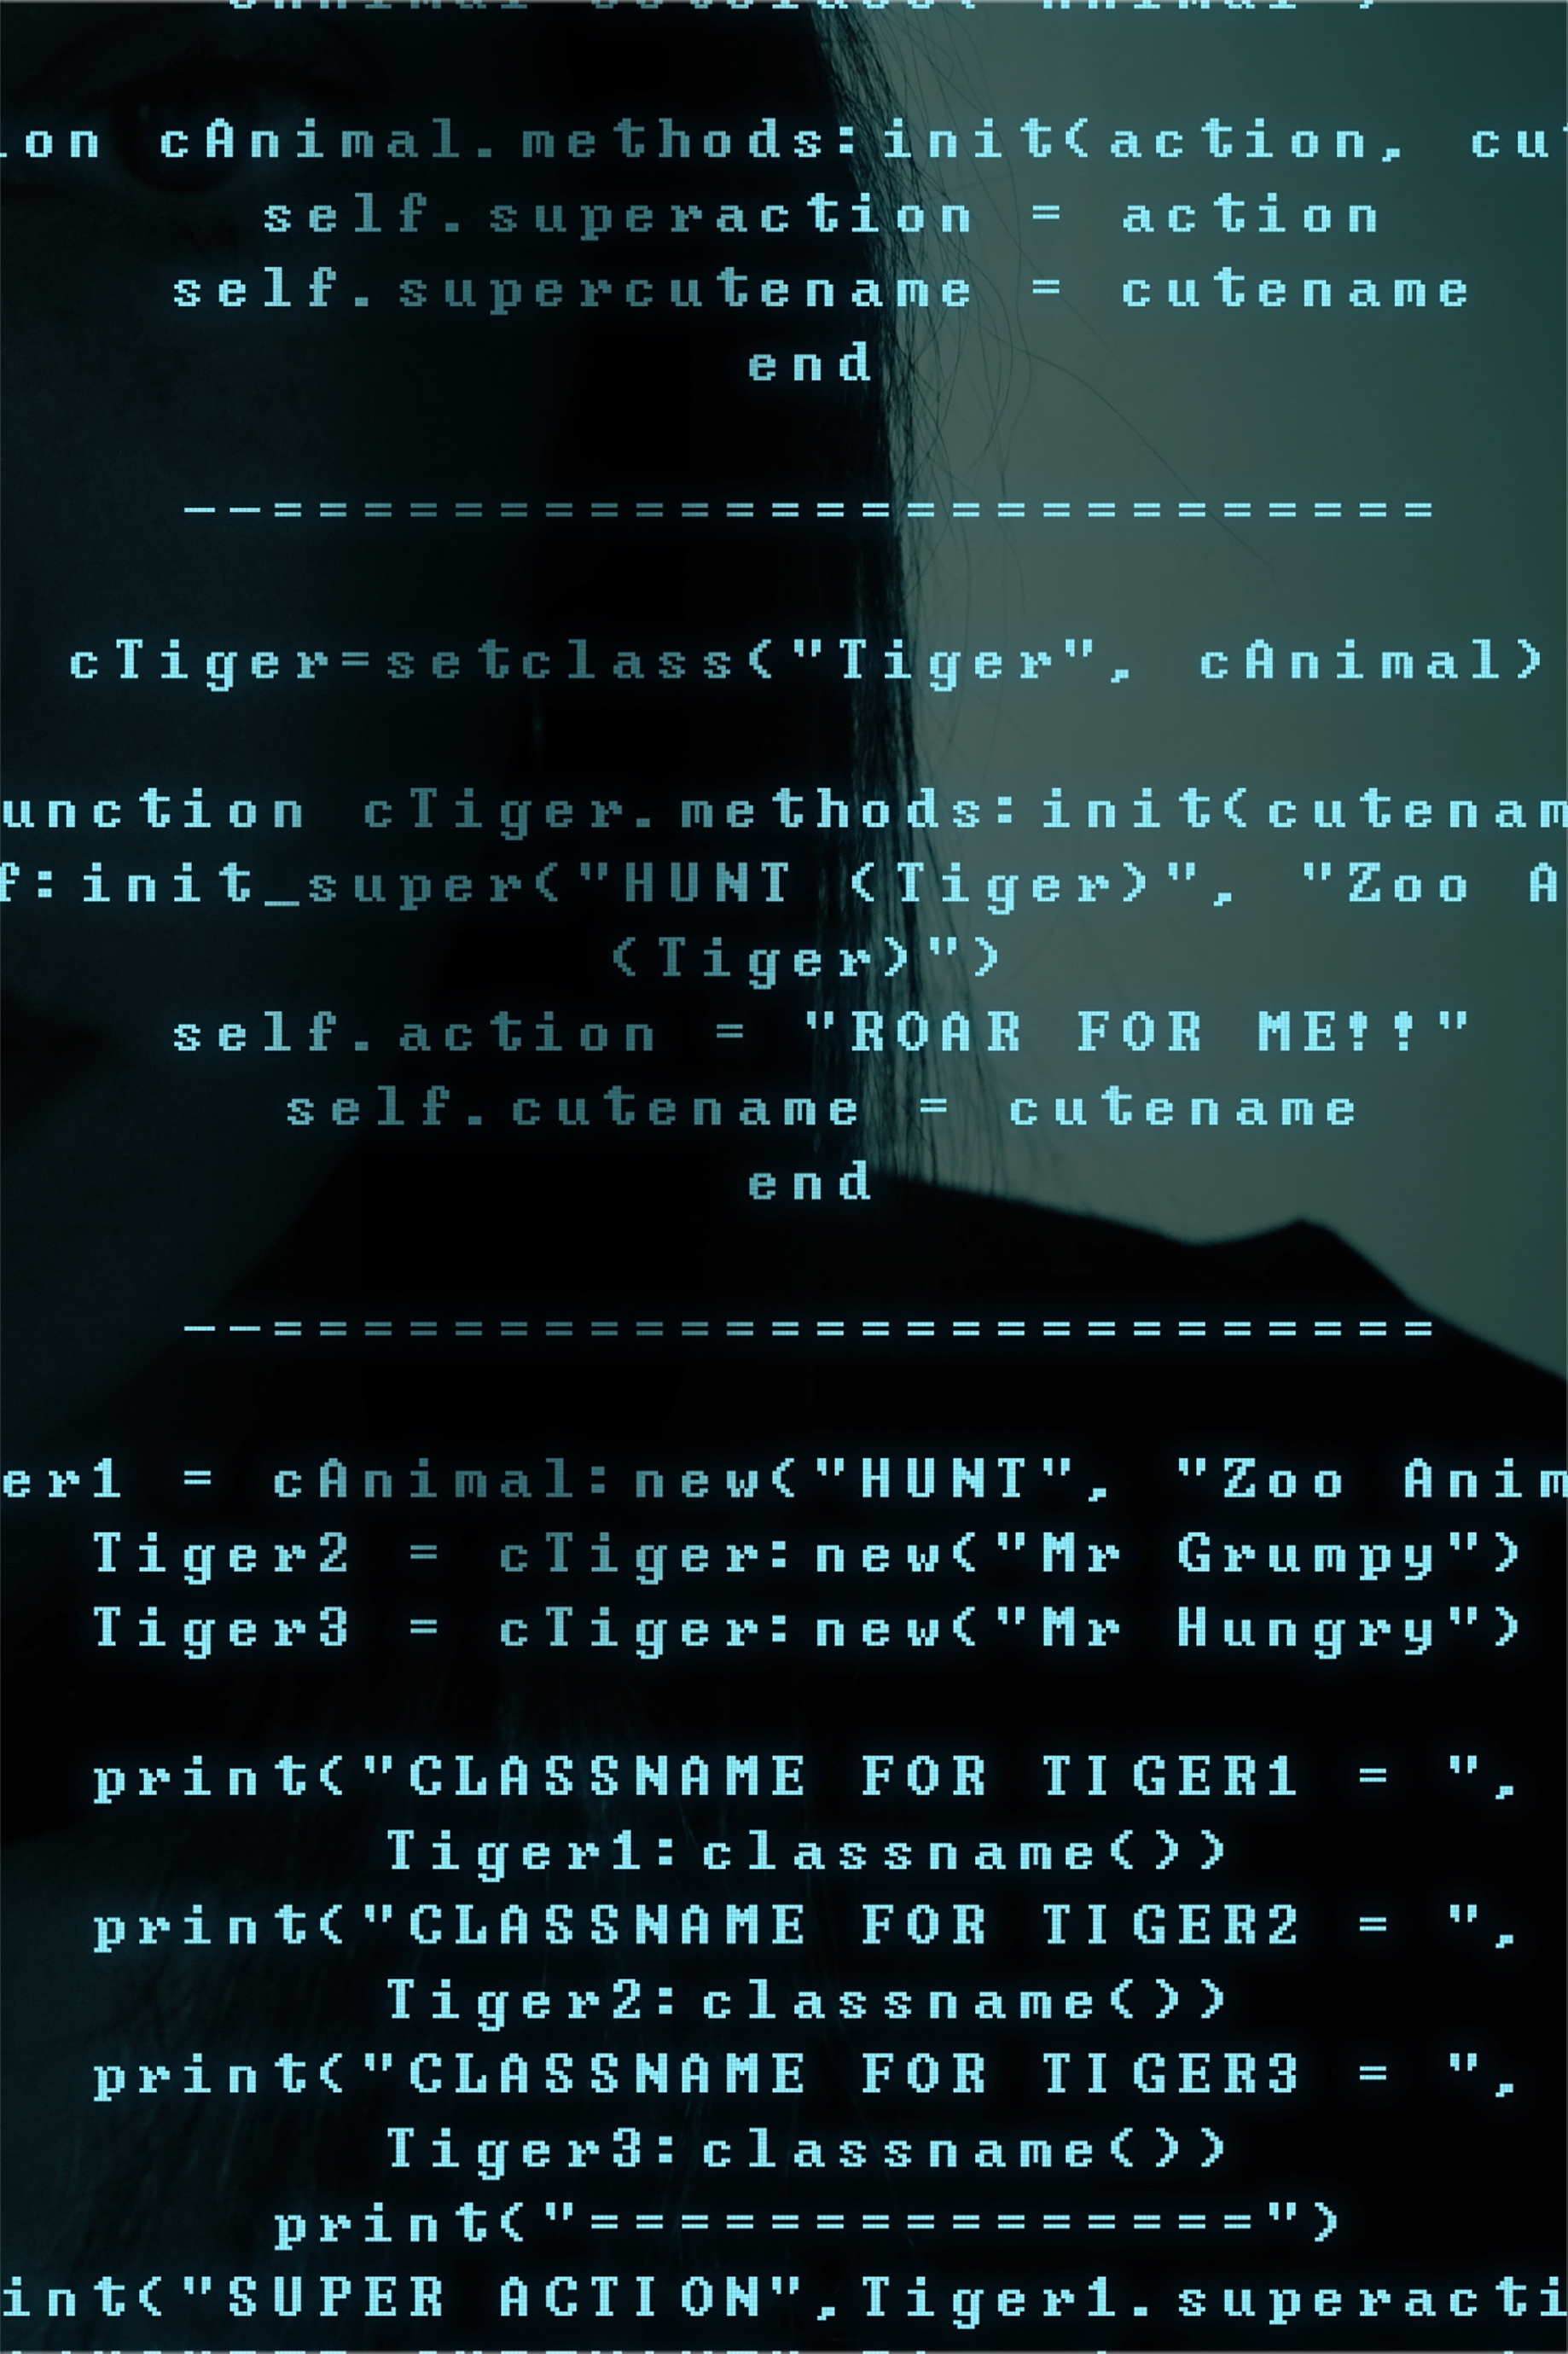 on cAnimal.methods:init(action, cu
self.superaction = action
self.supercutename = cutename
end
--==========================
cTiger=setclass("Tiger", cAnimal)
unction cTiger.methods:init(cutenam
f:init_super("HUNT (Tiger)", "Zoo A
(Tiger)")
self.action = "ROAR FOR ME!!"
self.cutename = cutename
end
--==========================
er1 = cAnimal:new("HUNT", "Zoo Anim
Tiger2 = cTiger:new("Mr Grumpy")
Tiger3 = cTiger:new("Mr Hungry")
print("CLASSNAME FOR TIGER1 = ",
Tiger1:classname())
print("CLASSNAME FOR TIGER2 = ",
Tiger2:classname())
print("CLASSNAME FOR TIGER3 = ",
Tiger3:classname())
print("===============")
int("SUPER ACTION",Tiger1.superacti